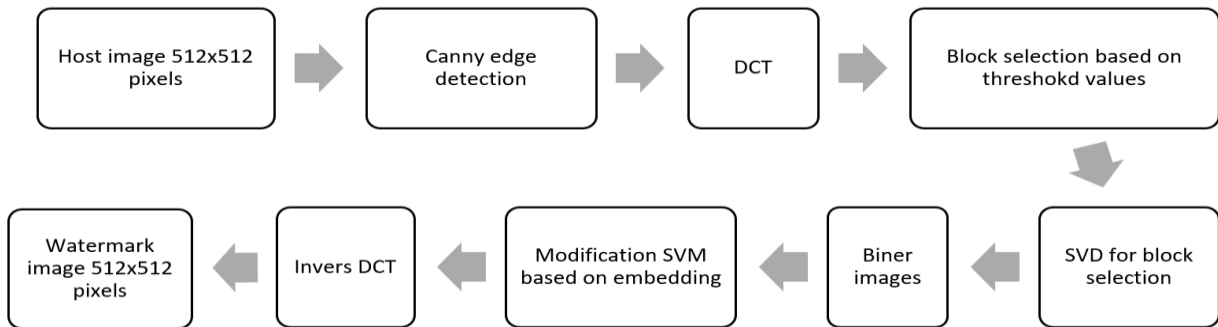 Host image 512x512
pixels
Canny edge
detection
DCT
Block selection based on
threshokd values
SVD for block
selection
Biner
images
Modification SVM
based on embedding
Invers DCT
Watermark
image 512x512
pixels